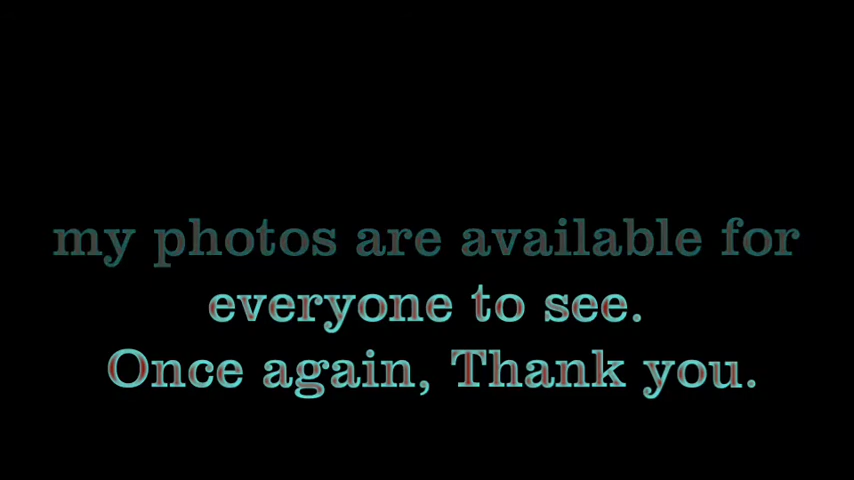 my photos are available for
everyone to see.
Once again, Thank you.